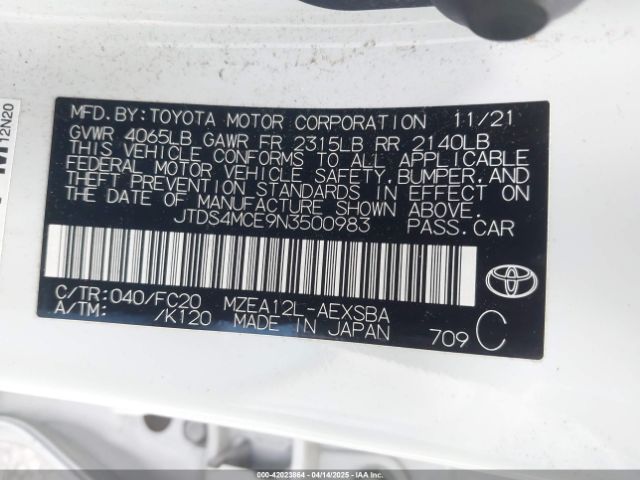 MFD.BY:TOYOTA MOTOR CORPORATION 11/21
GVWR 4065LB GAWR FR 2315LB RR 2140LB
THIS VEHICLE CONFORMS TO ALL APPLICABLE
FEDERAL MOTOR VEHICLE SAFETY,BUMPER,AND
THEFT PREVENTION STANDARDS IN EFFECT ON
THE DATE OF MANUFACTURE SHOWN ABOVE.
JTDS4MCE9N3500983 PASS.CAR
C/TR:040/FC20 MZEA12L-AEXSBA
A/TM: /K120 MADE IN JAPAN 709 C
12N20
000-42023864 - 04/14/2025 - IAAI.COM